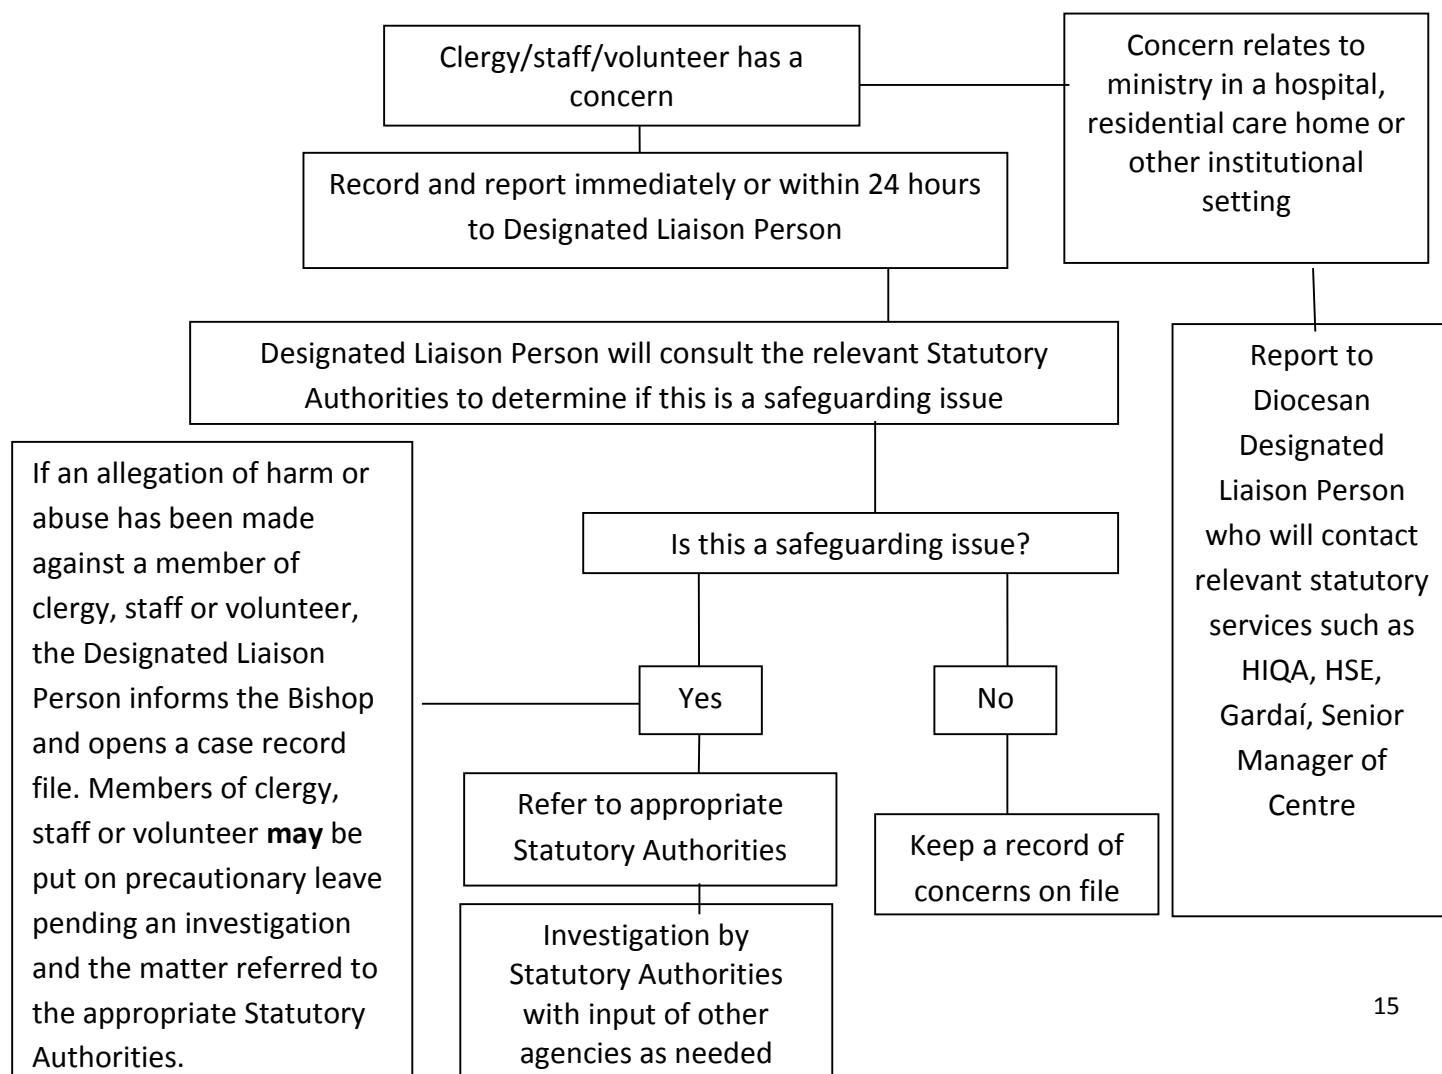 Clergy/staff/volunteer has a
concern
Concern relates to
ministry in a hospital,
residential care home or
other institutional
setting
Record and report immediately or within 24 hours
to Designated Liaison Person
Designated Liaison Person will consult the relevant Statutory
Authorities to determine if this is a safeguarding issue
Report to
Diocesan
Designated
Liaison Person
who will contact
relevant statutory
services such as
HIQA, HSE,
Gardaí, Senior
Manager of
Centre
If an allegation of harm or
abuse has been made
against a member of
clergy, staff or volunteer,
the Designated Liaison
Person informs the Bishop
and opens a case record
file. Members of clergy,
staff or volunteer may be
put on precautionary leave
pending an investigation
and the matter referred to
the appropriate Statutory
Authorities.
Is this a safeguarding issue?
Yes
No
Refer to appropriate
Statutory Authorities
Keep a record of
concerns on file
Investigation by
Statutory Authorities
with input of other
agencies as needed
15